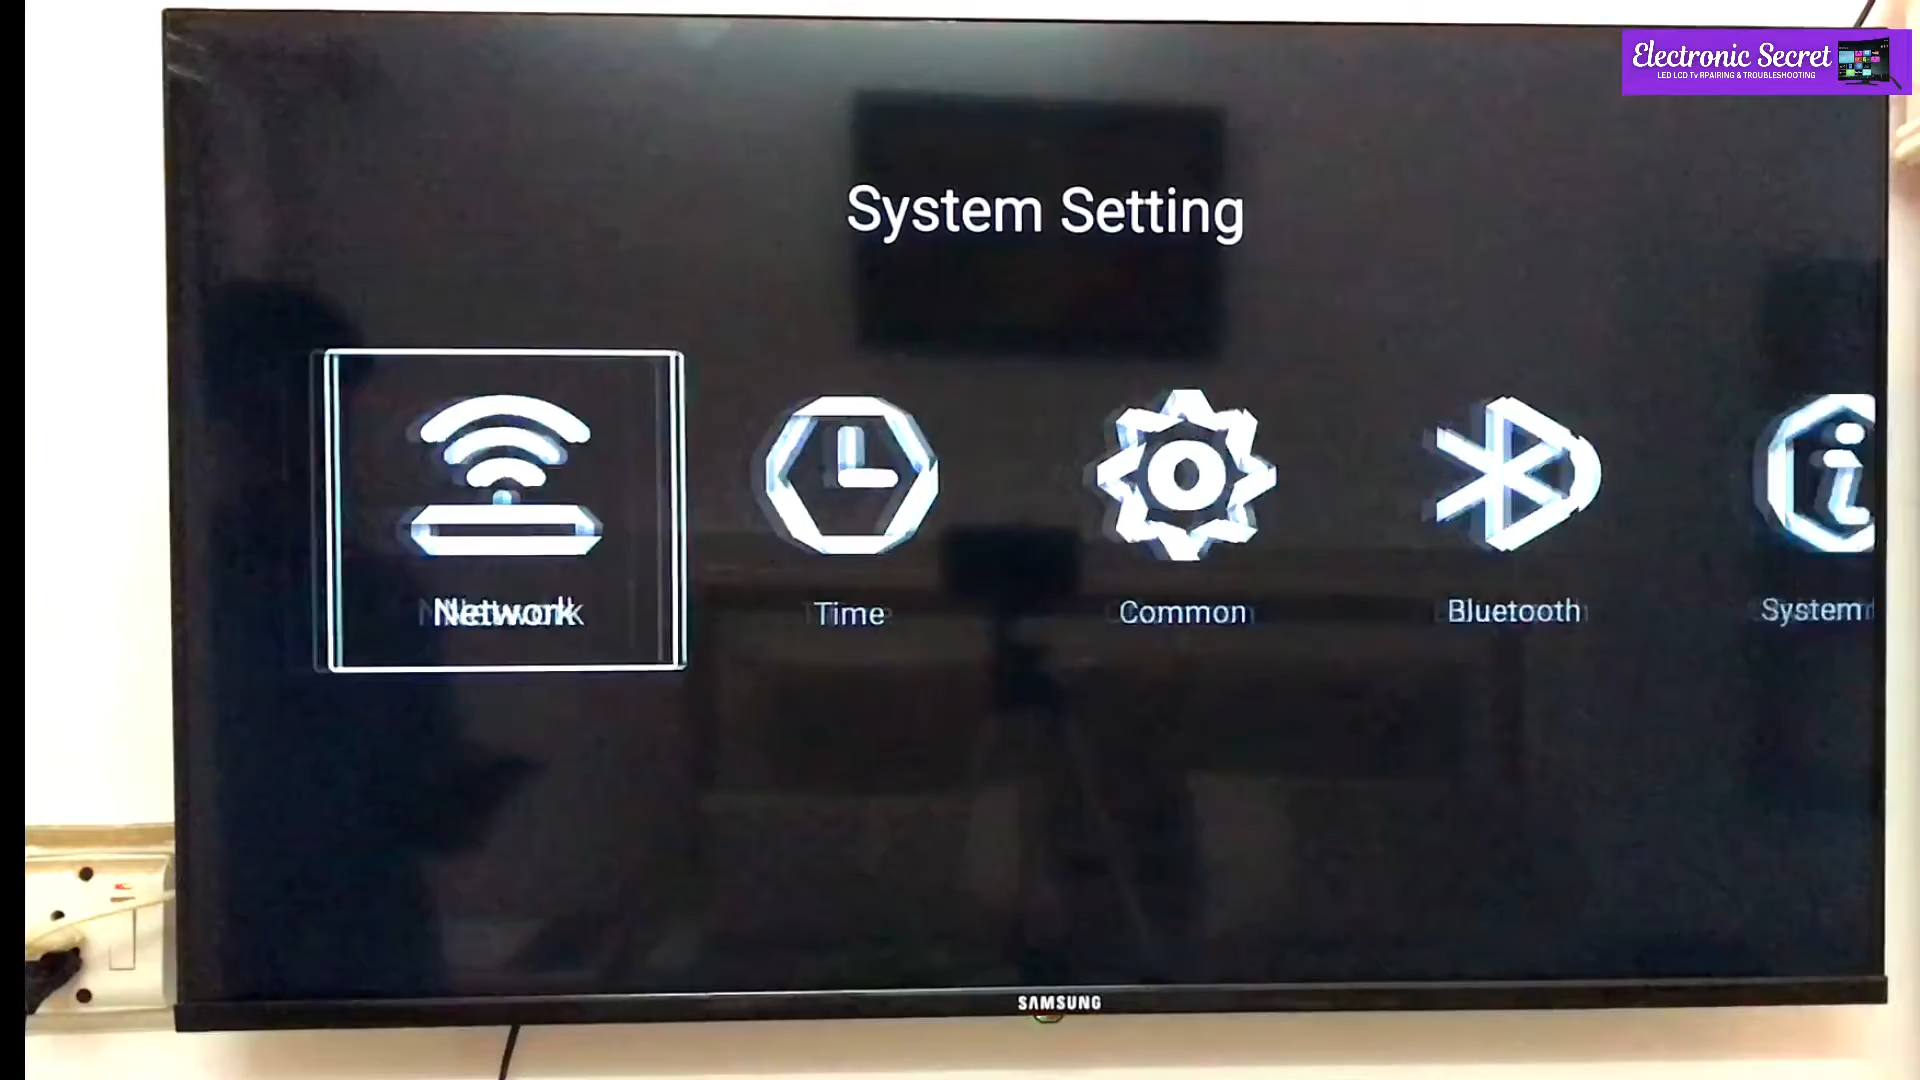 Electronic Secret
LED LCD Tv RPAIRING & TROUBLESHOOTING
System Setting
Network
Time
Common
Bluetooth
System
SAMSUNG